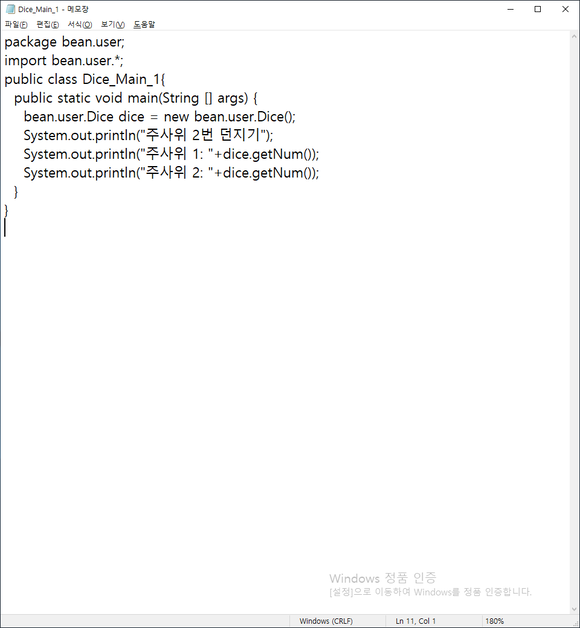 Dice_Main_1 - 메모장
파일(F) 편집(E) 서식(O) 보기(V) 도움말
package bean.user;
import bean.user.*;
public class Dice_Main_1{
public static void main(String [] args) {
bean.user.Dice dice = new bean.user.Dice();
System.out.println("주사위 2번 던지기");
System.out.println("주사위 1: "+dice.getNum());
System.out.println("주사위 2: "+dice.getNum());
}
}
Windows 정품 인증
[설정]으로 이동하여 Windows를 정품 인증합니다.
Windows (CRLF) Ln 11, Col 1 180%